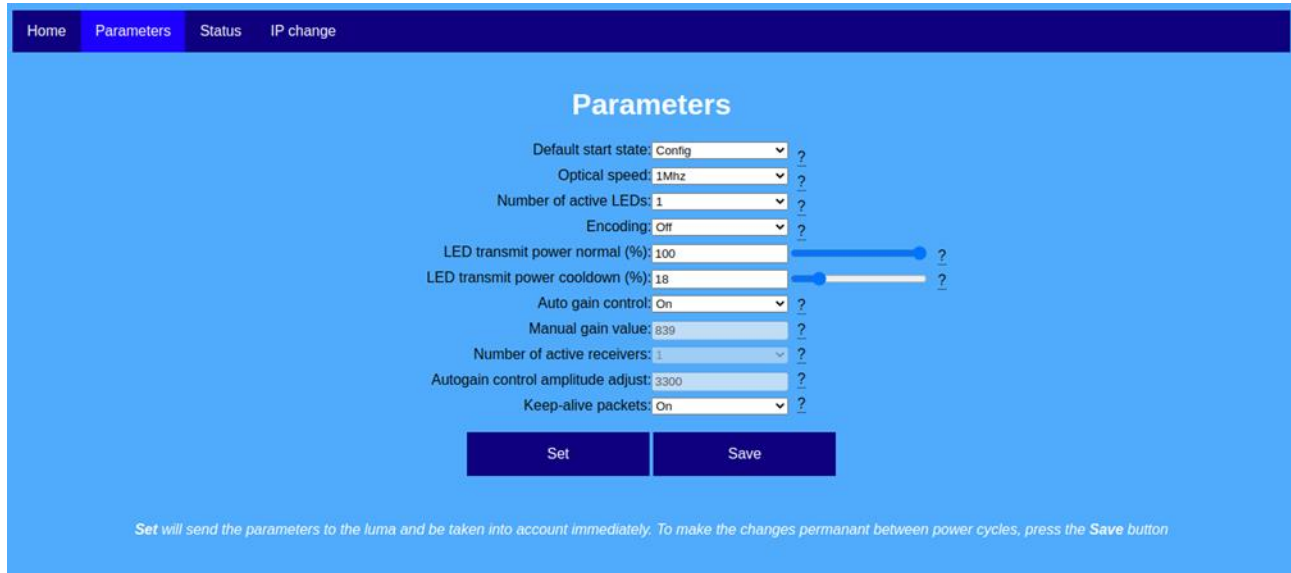 Home Parameters Status IP change
Parameters
Default start state: Config ?
Optical speed: 1Mhz ?
Number of active LEDs: 1 ?
Encoding: Off ?
LED transmit power normal (%): 100 ?
LED transmit power cooldown (%): 18 ?
Auto gain control: On ?
Manual gain value: 839 ?
Number of active receivers: 1 ?
Autogain control amplitude adjust: 3300 ?
Keep-alive packets: On ?
Set Save
Set will send the parameters to the luma and be taken into account immediately. To make the changes permanant between power cycles, press the Save button